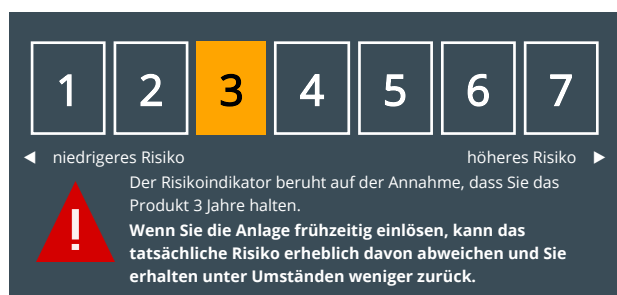 1 2 3 4 5 6 7
niedrigeres Risiko höheres Risiko
Der Risikoindikator beruht auf der Annahme, dass Sie das
Produkt 3 Jahre halten.
Wenn Sie die Anlage frühzeitig einlösen, kann das
tatsächliche Risiko erheblich davon abweichen und Sie
erhalten unter Umständen weniger zurück.